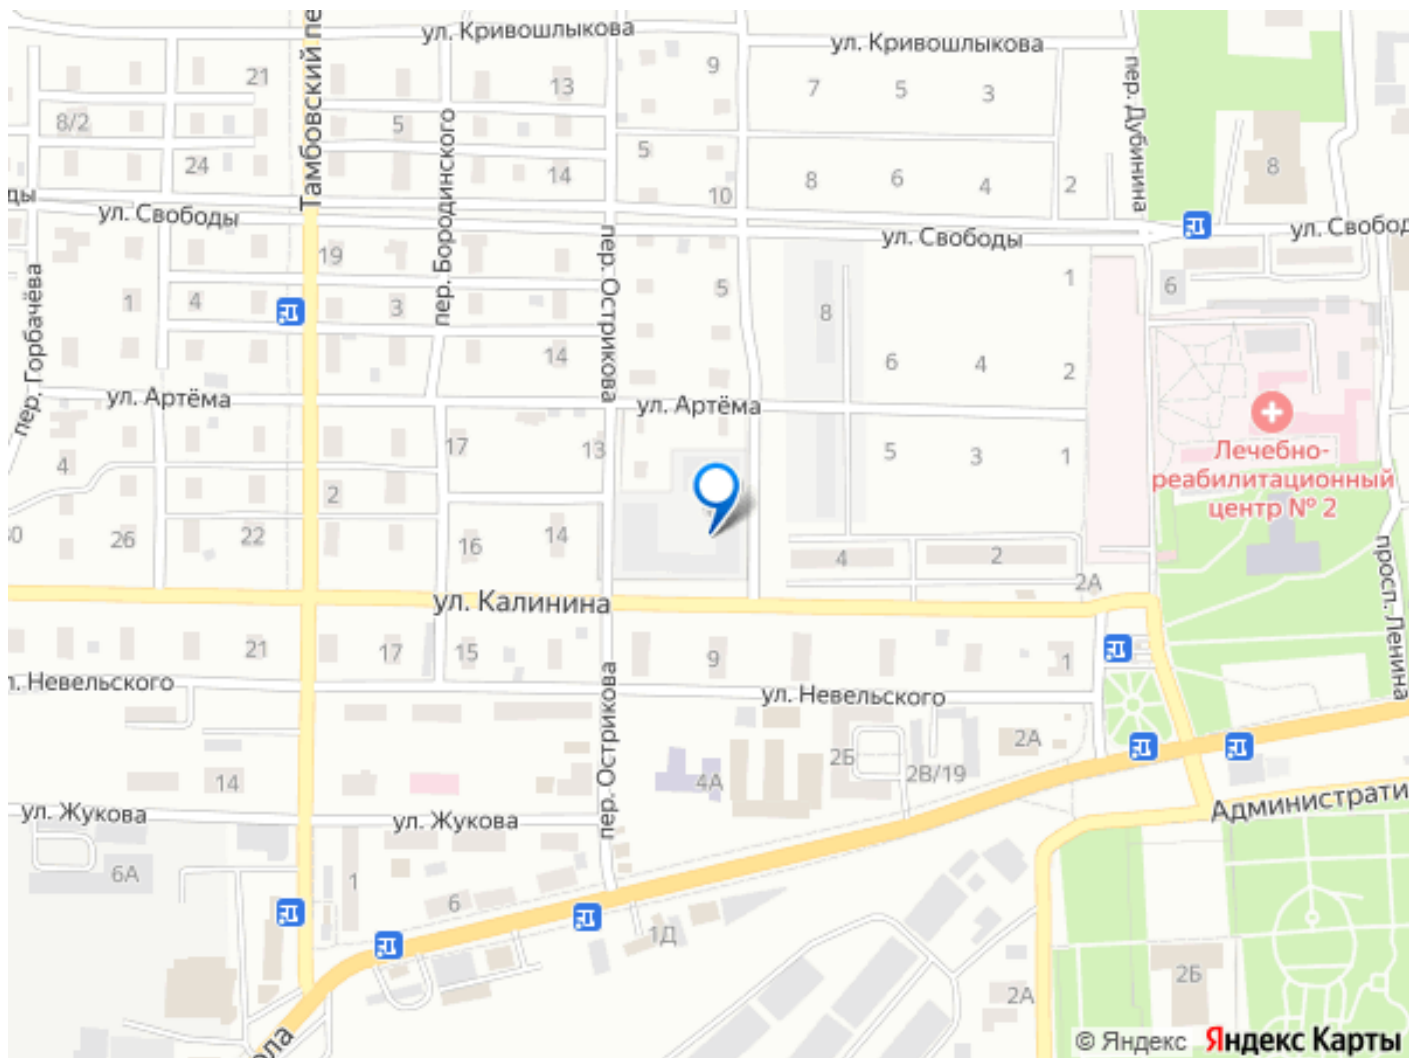 Тамбовский пе
ул. Кривошлыкова
ул. Кривошлыкова
пер. Дубинина
21
13
9
7
5
3
8/2
5
пер. Бородинского
24
14
5
10
8
6
4
2
8
ды
ул. Свободы
пер. Острикова
ул. Свободы
ул. Свобод
19
1
4
3
5
8
1
6
пер. Горбачёва
14
6
4
2
ул. Артёма
ул. Артёма
4
17
13
5
3
1
Лечебно-
реабилитационный
центр № 2
2
26
22
16
14
4
2
2А
просп. Ленина
ул. Калинина
21
17
15
9
1
л. Невельского
ул. Невельского
пер. Острикова
14
4А
2Б
2В/19
2А
ул. Жукова
ул. Жукова
Администрати
6А
1
6
1Д
2А
2Б
ола
© Яндекс Яндекс Карты